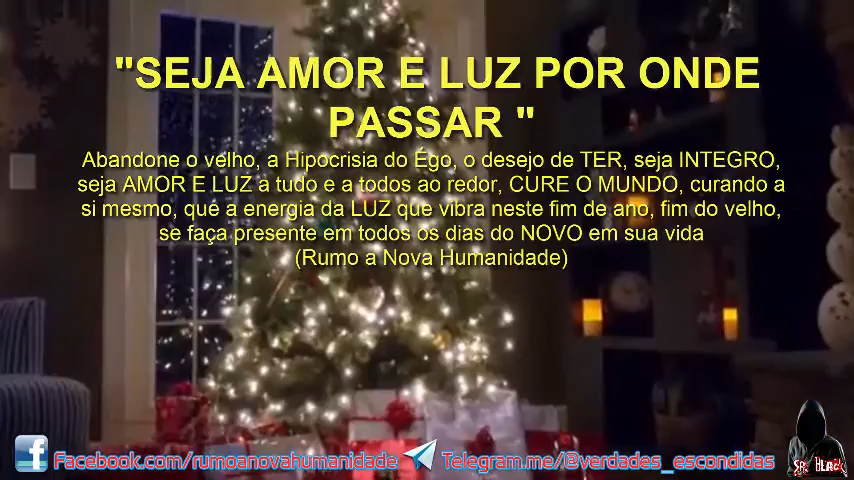 "SEJA AMOR E LUZ POR ONDE
PASSAR "
Abandone o velho, a Hipocrisia do Égo, o desejo de TER, seja INTEGRO,
seja AMOR E LUZ a tudo e a todos ao redor, CURE O MUNDO, curando a
si mesmo, que a energia da LUZ que vibra neste fim de ano, fim do velho,
se faça presente em todos os dias do NOVO em sua vida
(Rumo a Nova Humanidade)
Facebook.com/rumoanovahumanidade Telegram.me/@verdades_escondidas
SR. BLACK